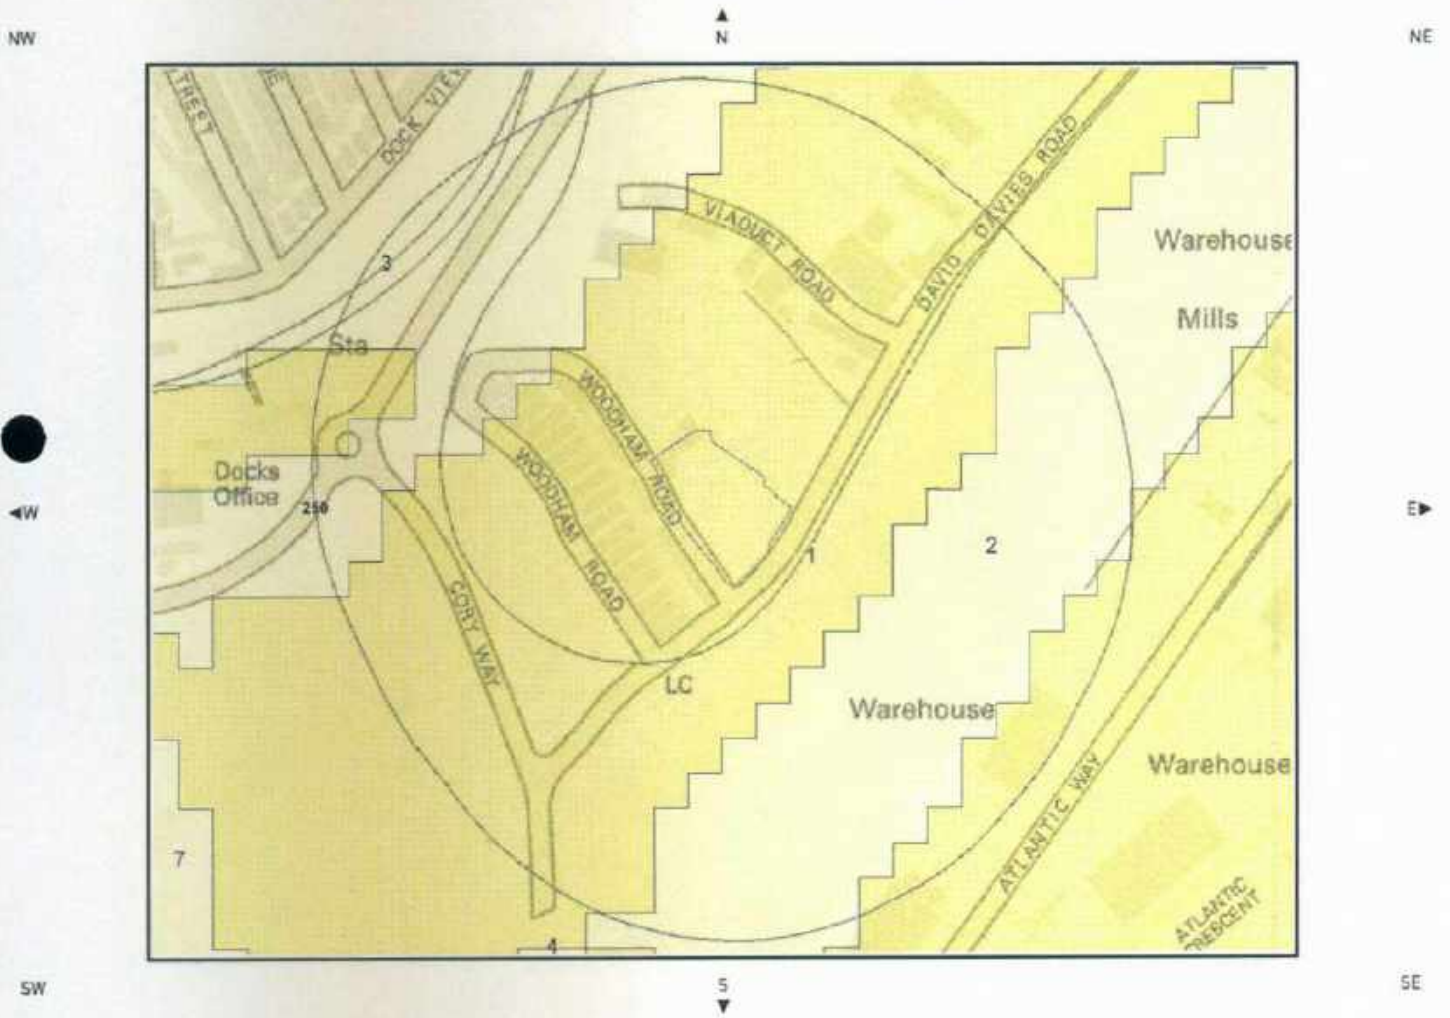 NW
N
NE
STREET
DOCK VIEW
DAVIES ROAD
VIADUCT ROAD
DAVID
Warehouse
3
Mills
Sta
WOODHAM ROAD
Docks
Office
WOODHAM ROAD
W
250
E
1
2
CORY WAY
LC
Warehouse
Warehouse
ATLANTIC WAY
7
ATLANTIC
CRESCENT
4
SW
S
SE